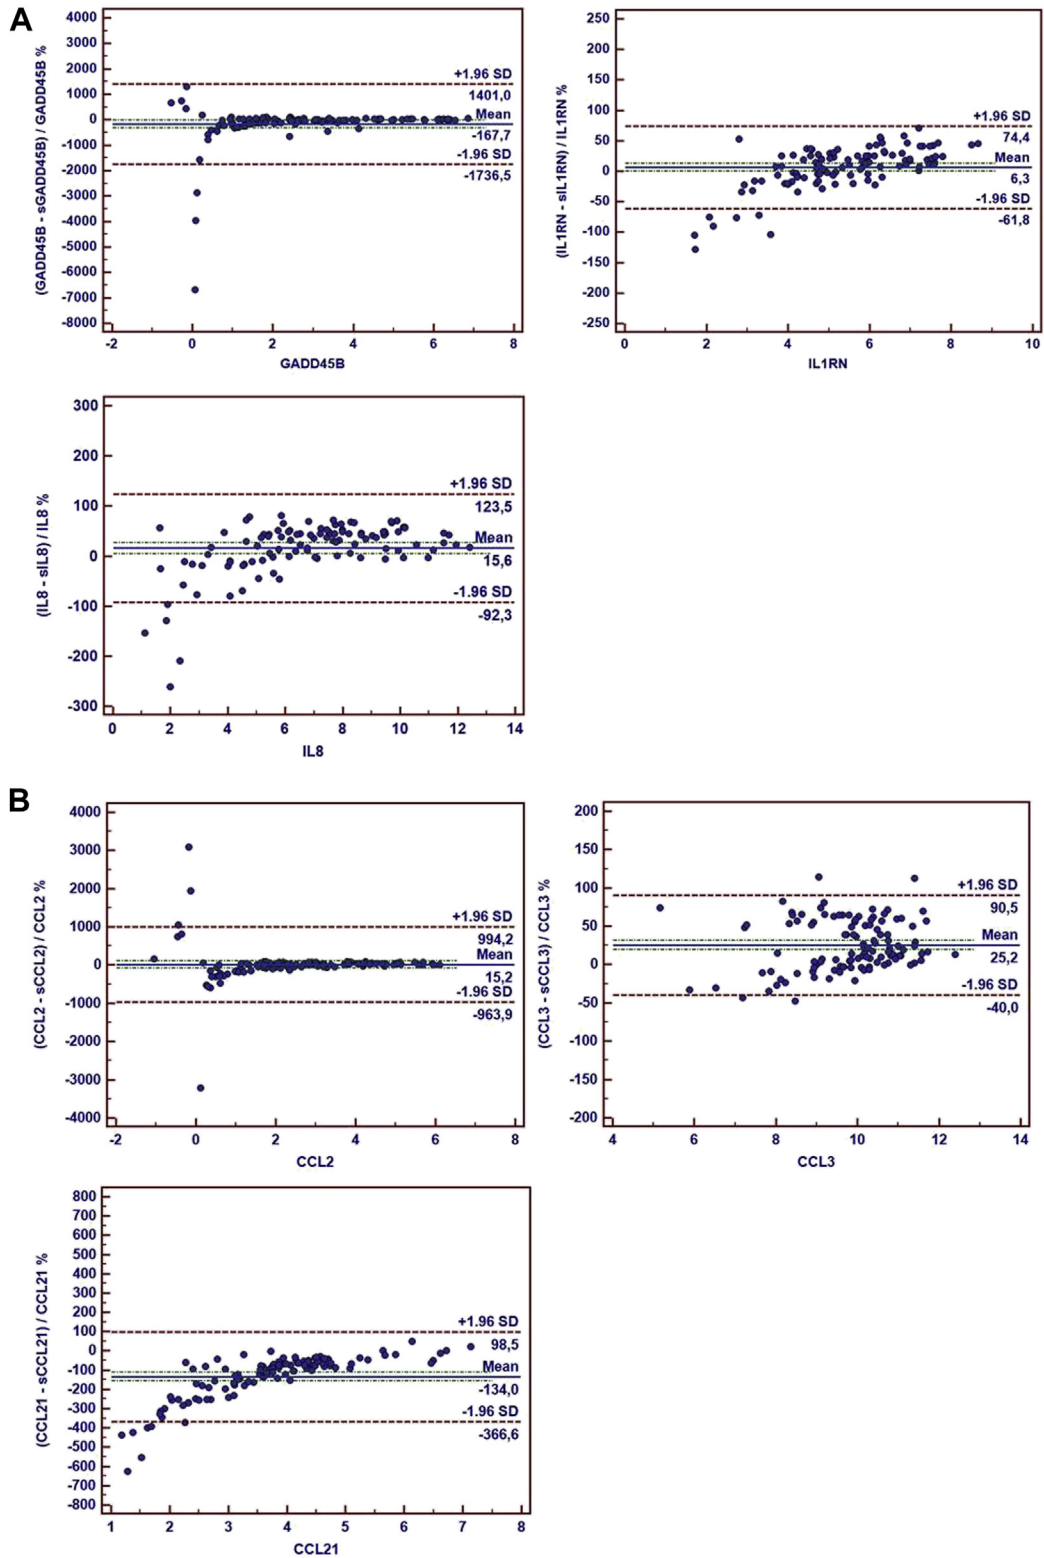 A
(GADD45B - sGADD45B) / GADD45B %
4000
3000
2000
1000
0
-1000
-2000
-3000
-4000
-5000
-6000
-7000
-8000
+1.96 SD
1401,0
Mean
-167,7
-1.96 SD
-1736,5
-2 0 2 4 6 8
GADD45B
(IL1RN - sIL1RN) / IL1RN %
250
200
150
100
50
0
-50
-100
-150
-200
-250
+1.96 SD
74,4
Mean
6,3
-1.96 SD
-61,8
0 2 4 6 8 10
IL1RN
(IL8 - sIL8) / IL8 %
300
200
100
0
-100
-200
-300
+1.96 SD
123,5
Mean
15,6
-1.96 SD
-92,3
0 2 4 6 8 10 12 14
IL8
B
(CCL2 - sCCL2) / CCL2 %
4000
3000
2000
1000
0
-1000
-2000
-3000
-4000
+1.96 SD
994,2
Mean
15,2
-1.96 SD
-963,9
-2 0 2 4 6 8
CCL2
(CCL3 - sCCL3) / CCL3 %
200
150
100
50
0
-50
-100
-150
-200
+1.96 SD
90,5
Mean
25,2
-1.96 SD
-40,0
4 6 8 10 12 14
CCL3
(CCL21 - sCCL21) / CCL21 %
800
700
600
500
400
300
200
100
0
-100
-200
-300
-400
-500
-600
-700
-800
+1.96 SD
98,5
Mean
-134,0
-1.96 SD
-366,6
1 2 3 4 5 6 7 8
CCL21